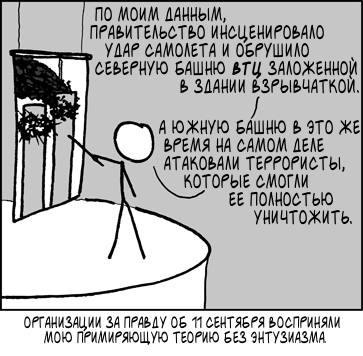 ПО МОИМ ДАННЫМ,
ПРАВИТЕЛЬСТВО ИНСЦЕНИРОВАЛО
УДАР САМОЛЕТА И ОБРУШИЛО
СЕВЕРНУЮ БАШНЮ ВТЦ ЗАЛОЖЕННОЙ
В ЗДАНИИ ВЗРЫВЧАТКОЙ.
А ЮЖНУЮ БАШНЮ В ЭТО ЖЕ
ВРЕМЯ НА САМОМ ДЕЛЕ
АТАКОВАЛИ ТЕРРОРИСТЫ,
КОТОРЫЕ СМОГЛИ
ЕЕ ПОЛНОСТЬЮ
УНИЧТОЖИТЬ.
ОРГАНИЗАЦИИ ЗА ПРАВДУ ОБ 11 СЕНТЯБРЯ ВОСПРИНЯЛИ
МОЮ ПРИМИРЯЮЩУЮ ТЕОРИЮ БЕЗ ЭНТУЗИАЗМА.